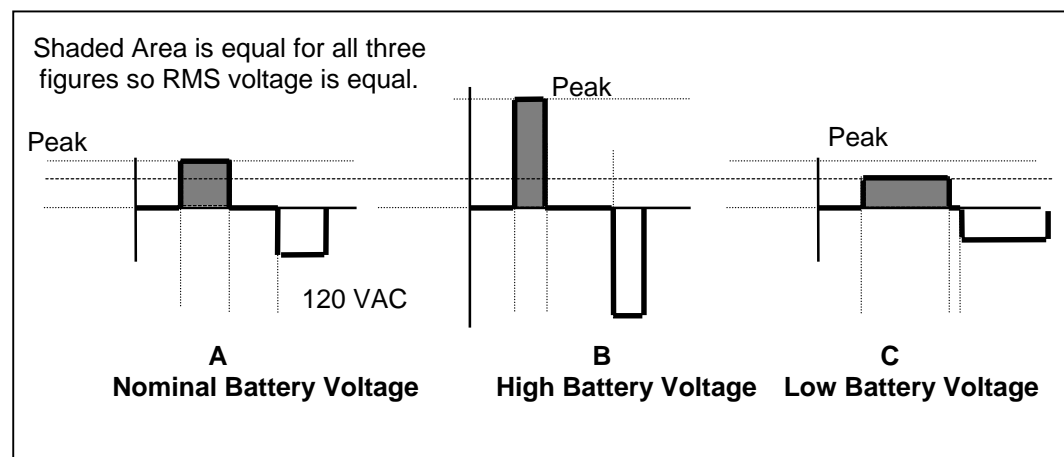 Shaded Area is equal for all three
figures so RMS voltage is equal.
Peak
Peak
Peak
120 VAC
A
Nominal Battery Voltage
B
High Battery Voltage
C
Low Battery Voltage